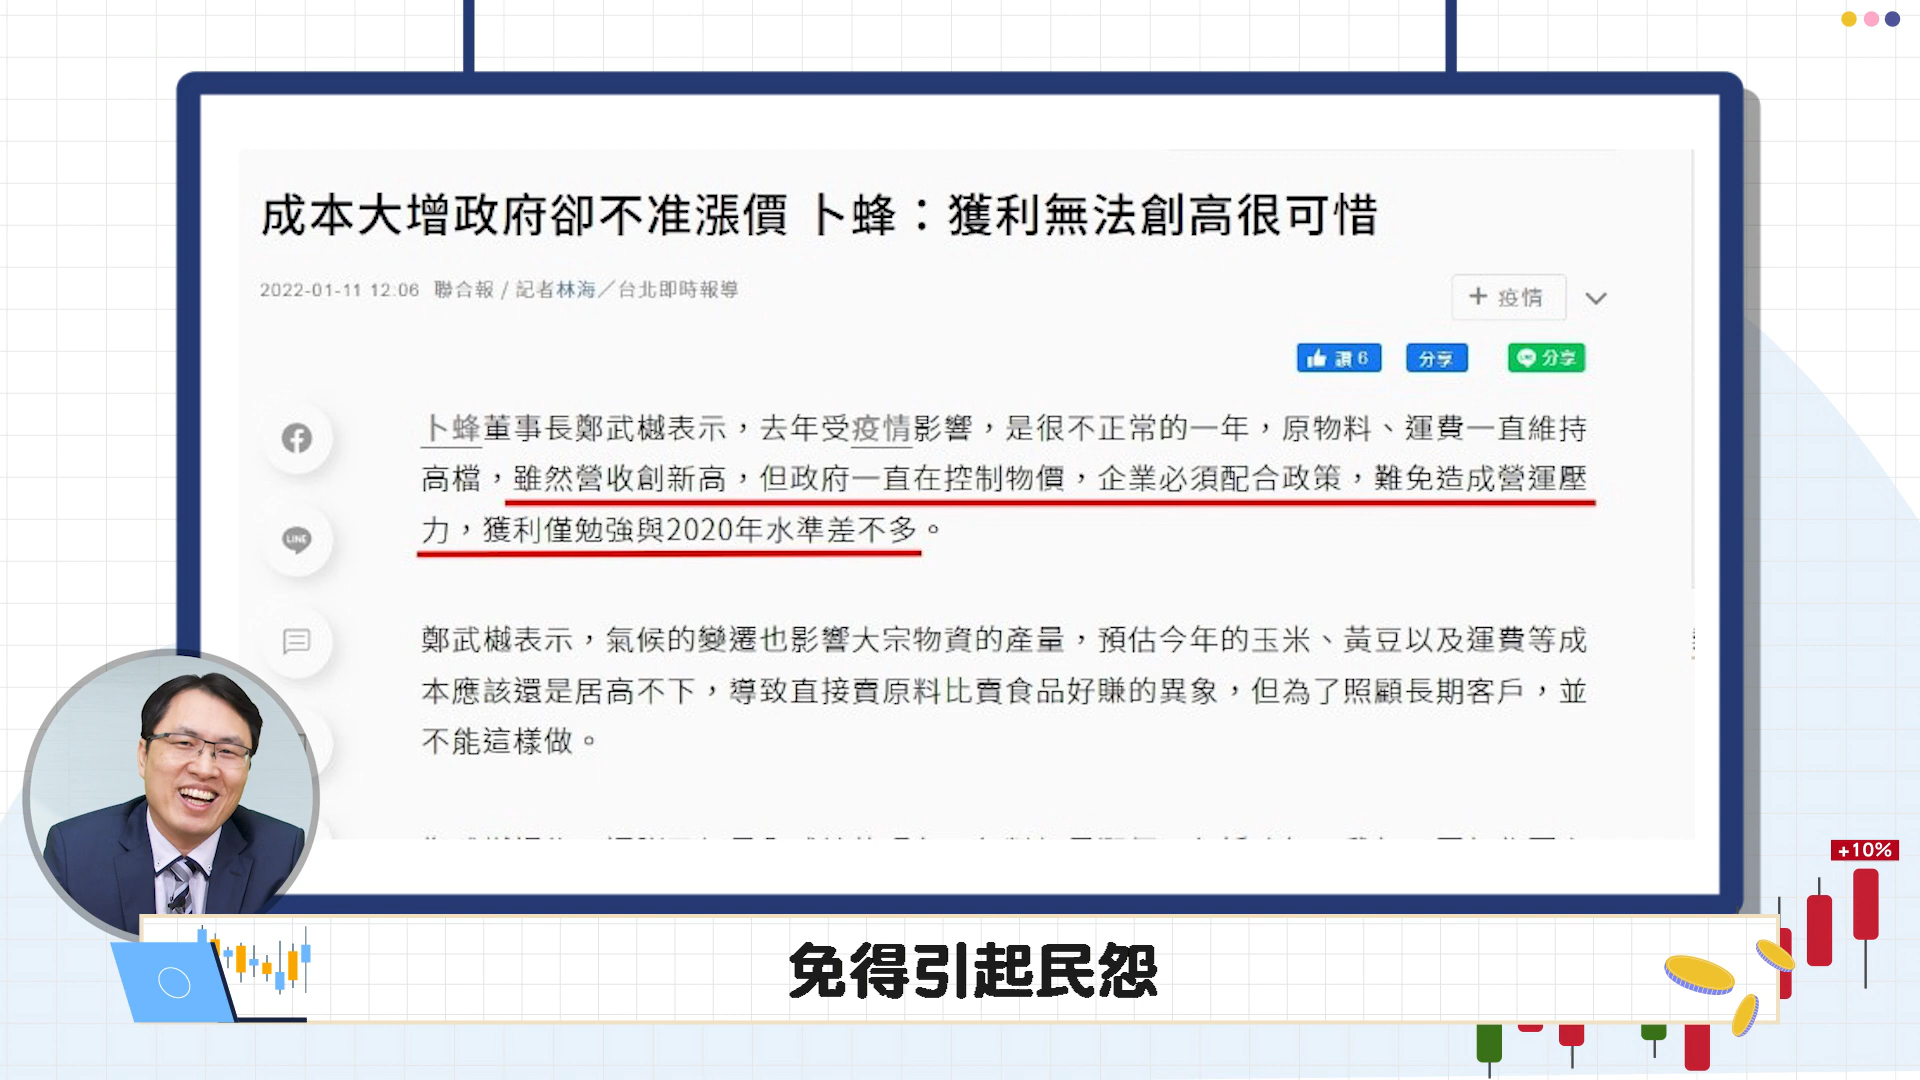 成本大增政府卻不准漲價 卜蜂：獲利無法創高很可惜
2022-01-11 12:06 聯合報 / 記者林海／台北即時報導
+ 疫情
讚 6
分享
分享
卜蜂董事長鄭武樾表示，去年受疫情影響，是很不正常的一年，原物料、運費一直維持
高檔，雖然營收創新高，但政府一直在控制物價，企業必須配合政策，難免造成營運壓
力，獲利僅勉強與2020年水準差不多。
LINE
鄭武樾表示，氣候的變遷也影響大宗物資的產量，預估今年的玉米、黃豆以及運費等成
本應該還是居高不下，導致直接賣原料比賣食品好賺的異象，但為了照顧長期客戶，並
不能這樣做。
+10%
免得引起民怨